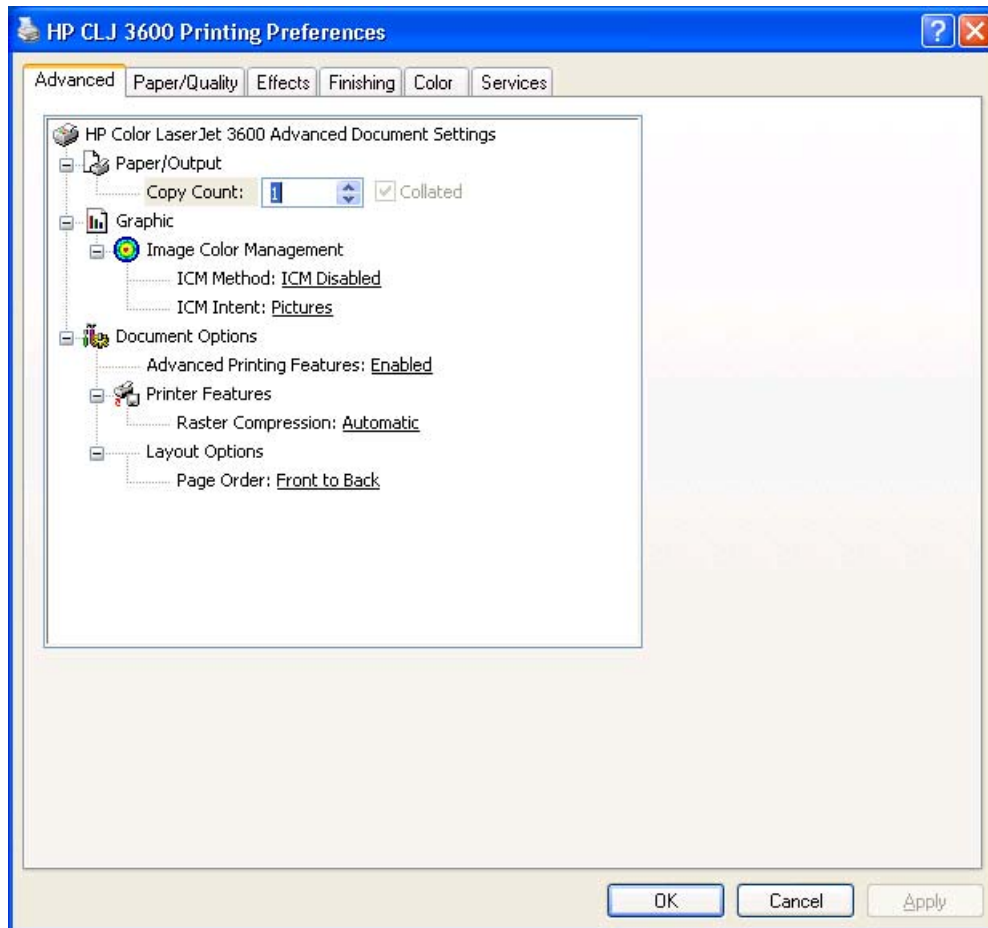 HP CLJ 3600 Printing Preferences
Advanced Paper/Quality Effects Finishing Color Services
HP Color LaserJet 3600 Advanced Document Settings
Paper/Output
Copy Count: 1 Collated
Graphic
Image Color Management
ICM Method: ICM Disabled
ICM Intent: Pictures
Document Options
Advanced Printing Features: Enabled
Printer Features
Raster Compression: Automatic
Layout Options
Page Order: Front to Back
OK Cancel Apply